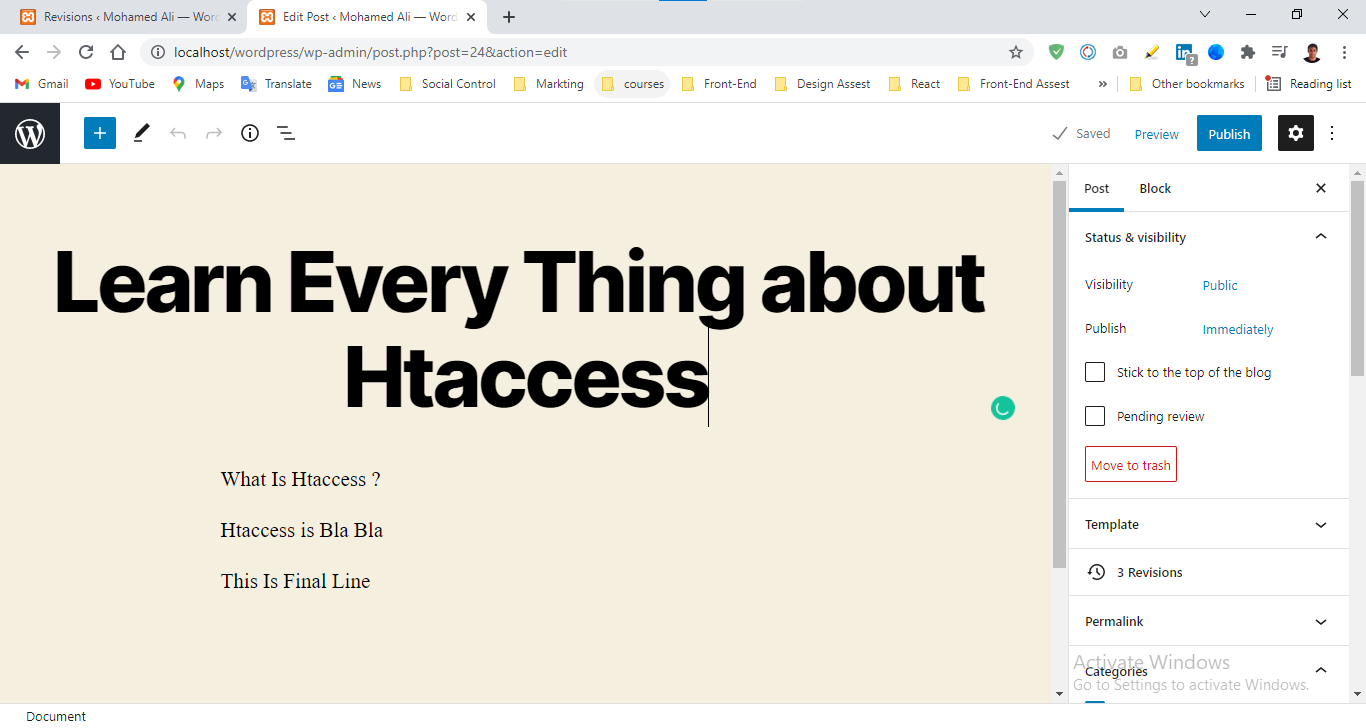 Revisions ‹ Mohamed Ali — Wor
Edit Post ‹ Mohamed Ali — Word
localhost/wordpress/wp-admin/post.php?post=24&action=edit
Gmail YouTube Maps Translate News Social Control Markting courses Front-End Design Assest React Front-End Assest » Other bookmarks Reading list
Saved Preview Publish
Post Block
Learn Every Thing about
Htaccess
What Is Htaccess ?
Htaccess is Bla Bla
This Is Final Line
Status & visibility
Visibility Public
Publish Immediately
Stick to the top of the blog
Pending review
Move to trash
Template
3 Revisions
Permalink
Categories
Activate Windows
Go to Settings to activate Windows.
Document